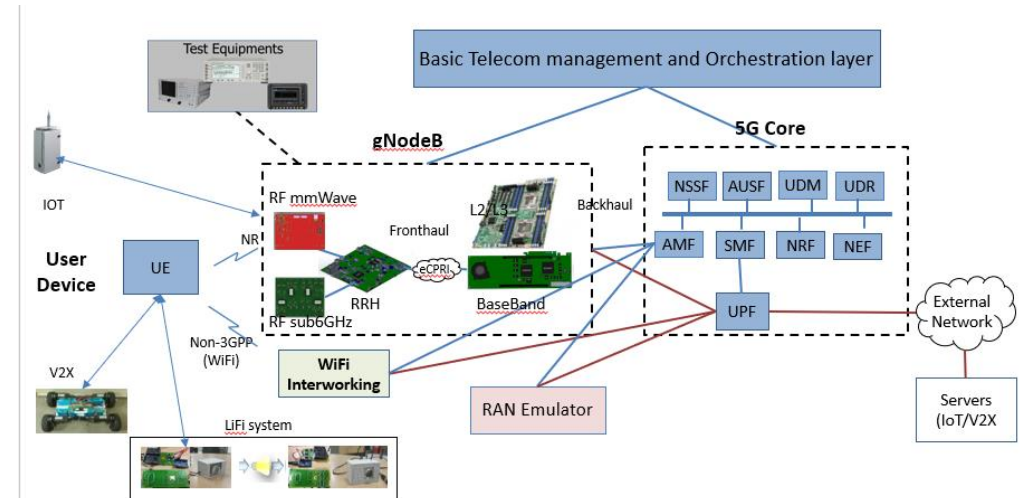 Test Equipments
Basic Telecom management and Orchestration layer
gNodeB
5G Core
IOT
RF mmWave
L2/L3
Backhaul
NSSF
AUSF
UDM
UDR
NR
Fronthaul
AMF
SMF
NRF
NEF
User
Device
UE
eCPRI
RRH
BaseBand
RF sub6GHz
UPF
External
Network
Non-3GPP
(WiFi)
WiFi
Interworking
V2X
RAN Emulator
Servers
(IoT/V2X
LiFi system